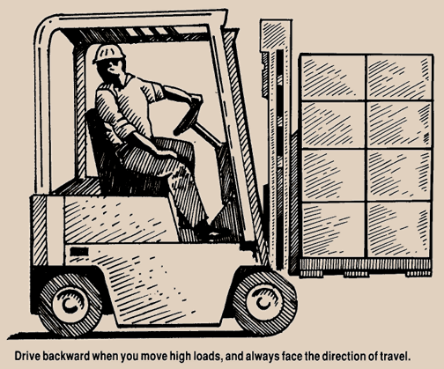 Drive backward when you move high loads, and always face the direction of travel.